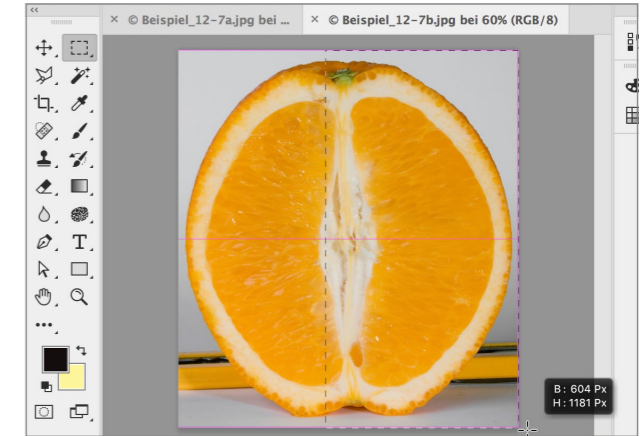 <<
× © Beispiel_12-7a.jpg bei ... × © Beispiel_12-7b.jpg bei 60% (RGB/8)
T
B: 604 Px
H: 1181 Px